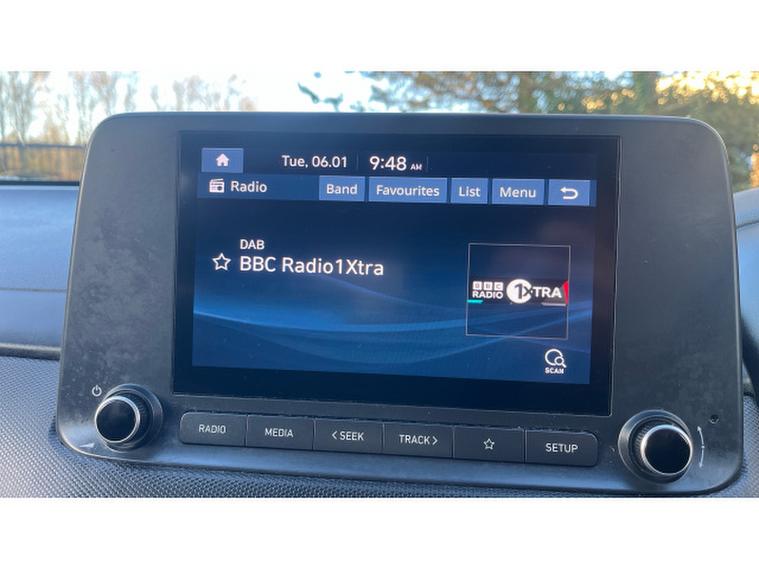 Tue, 06.01 9:48 AM
Radio Band Favourites List Menu
DAB
BBC Radio1Xtra
BBC
RADIO 1XTRA
SCAN
RADIO MEDIA < SEEK TRACK > SETUP